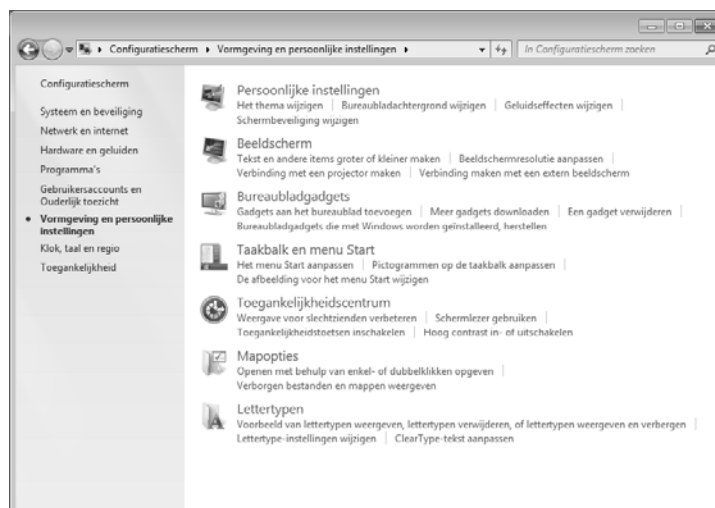 Configuratiescherm ▸ Vormgeving en persoonlijke instellingen ▸
In Configuratiescherm zoeken
Configuratiescherm
Systeem en beveiliging
Netwerk en internet
Hardware en geluiden
Programma's
Gebruikersaccounts en
Ouderlijk toezicht
Vormgeving en persoonlijke
instellingen
Klok, taal en regio
Toegankelijkheid
Persoonlijke instellingen
Het thema wijzigen | Bureaubladachtergrond wijzigen | Geluidseffecten wijzigen |
Schermbeveiliging wijzigen
Beeldscherm
Tekst en andere items groter of kleiner maken | Beeldschermresolutie aanpassen |
Verbinding met een projector maken | Verbinding maken met een extern beeldscherm
Bureaubladgadgets
Gadgets aan het bureaublad toevoegen | Meer gadgets downloaden | Een gadget verwijderen |
Bureaubladgadgets die met Windows worden geïnstalleerd, herstellen
Taakbalk en menu Start
Het menu Start aanpassen | Pictogrammen op de taakbalk aanpassen |
De afbeelding voor het menu Start wijzigen
Toegankelijkheidscentrum
Weergave voor slechtzienden verbeteren | Schermlezer gebruiken |
Toegankelijkheidstoetsen inschakelen | Hoog contrast in- of uitschakelen
Mapopties
Openen met behulp van enkel- of dubbelklikken opgeven |
Verborgen bestanden en mappen weergeven
Lettertypen
Voorbeeld van lettertypen weergeven, lettertypen verwijderen, of lettertypen weergeven en verbergen |
Lettertype-instellingen wijzigen | ClearType-tekst aanpassen